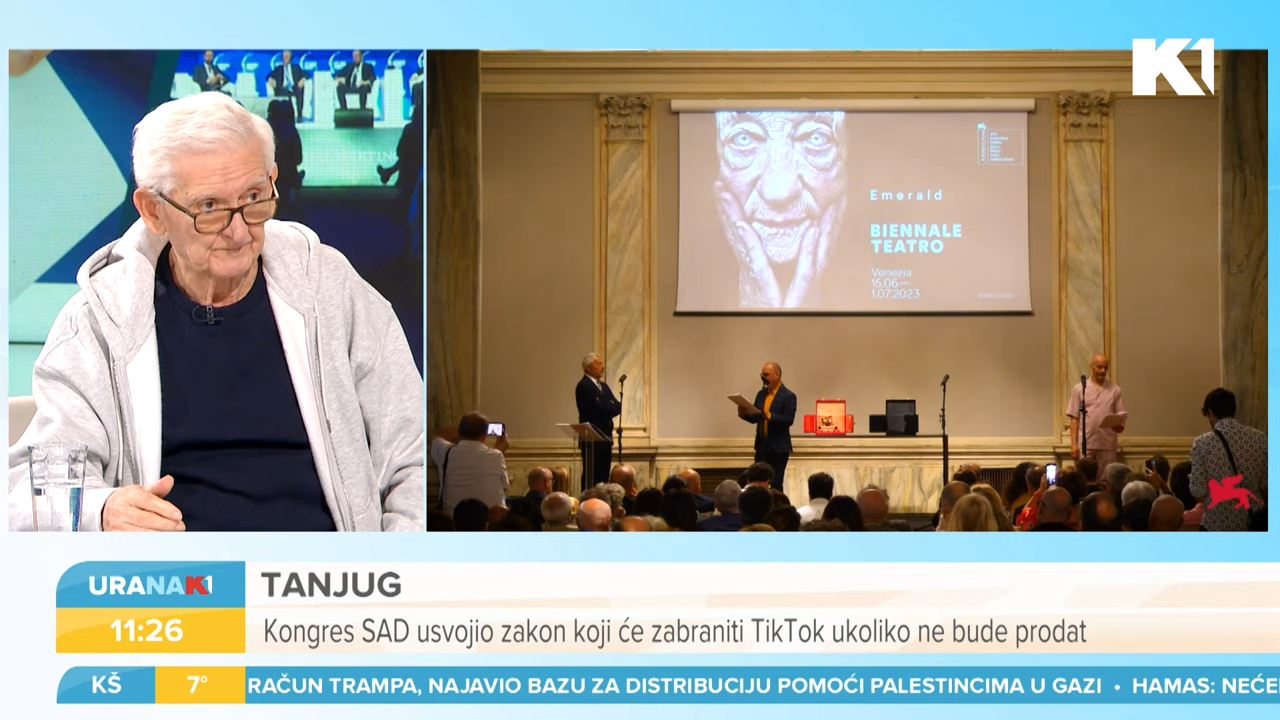 K1
Emerald
BIENNALE
TEATRO
Venezia
15.06—
1.07.2023
URANAK1
TANJUG
11:26
Kongres SAD usvojio zakon koji će zabraniti TikTok ukoliko ne bude prodat
KŠ
7°
RAČUN TRAMPA, NAJAVIO BAZU ZA DISTRIBUCIJU POMOĆI PALESTINCIMA U GAZI • HAMAS: